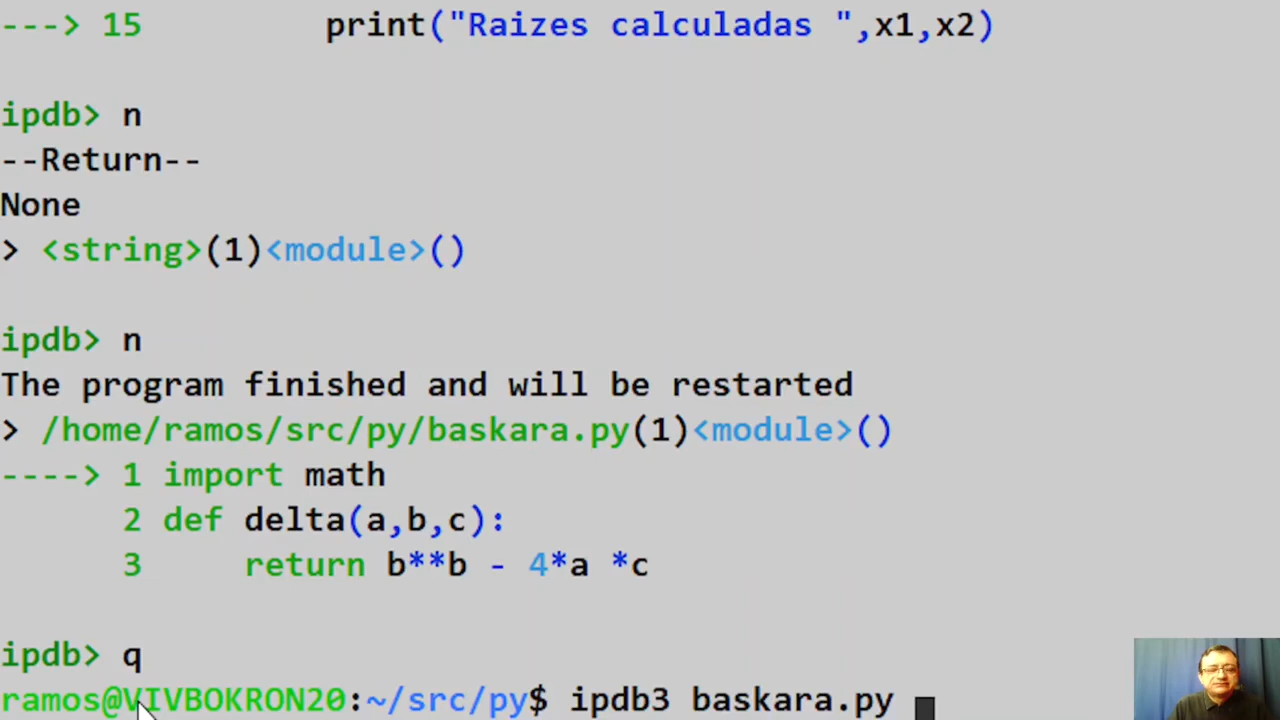 ---> 15         print("Raizes calculadas ",x1,x2)
ipdb> n
--Return--
None
> <string>(1)<module>()
ipdb> n
The program finished and will be restarted
> /home/ramos/src/py/baskara.py(1)<module>()
----> 1 import math
      2 def delta(a,b,c):
      3     return b**b - 4*a *c
ipdb> q
ramos@VIVBOKRON20:~/src/py$ ipdb3 baskara.py